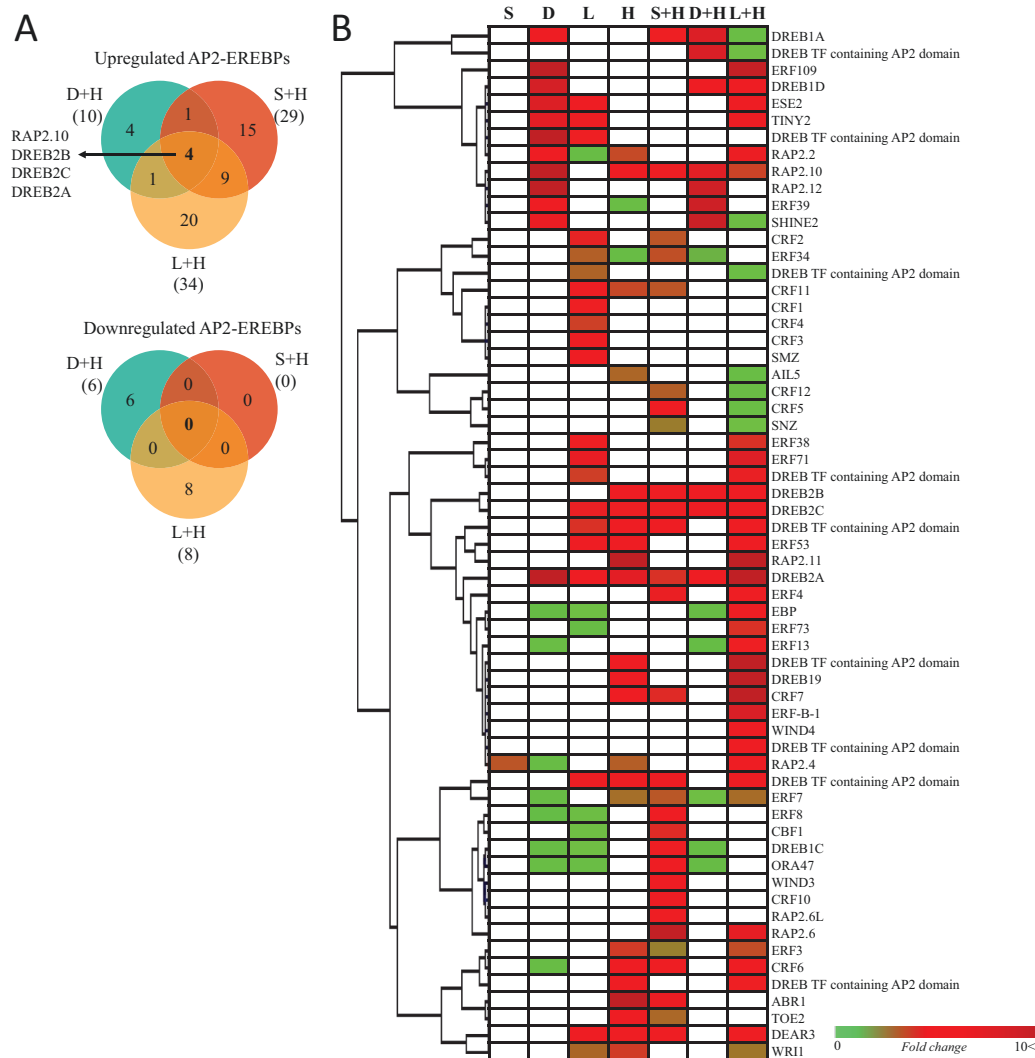 A
Upregulated AP2-EREBPs
D+H
(10)
S+H
(29)
4
1
15
RAP2.10
DREB2B
DREB2C
DREB2A
4
1
9
20
L+H
(34)
Downregulated AP2-EREBPs
D+H
(6)
S+H
(0)
6
0
0
0
0
0
8
L+H
(8)
B
S D L H S+H D+H L+H
DREB1A
DREB TF containing AP2 domain
ERF109
DREB1D
ESE2
TINY2
DREB TF containing AP2 domain
RAP2.2
RAP2.10
RAP2.12
ERF39
SHINE2
CRF2
ERF34
DREB TF containing AP2 domain
CRF11
CRF1
CRF4
CRF3
SMZ
AIL5
CRF12
CRF5
SNZ
ERF38
ERF71
DREB TF containing AP2 domain
DREB2B
DREB2C
DREB TF containing AP2 domain
ERF53
RAP2.11
DREB2A
ERF4
EBP
ERF73
ERF13
DREB TF containing AP2 domain
DREB19
CRF7
ERF-B-1
WIND4
DREB TF containing AP2 domain
RAP2.4
DREB TF containing AP2 domain
ERF7
ERF8
CBF1
DREB1C
ORA47
WIND3
CRF10
RAP2.6L
RAP2.6
ERF3
CRF6
DREB TF containing AP2 domain
ABR1
TOE2
DEAR3
WRI1
0 Fold change 10<